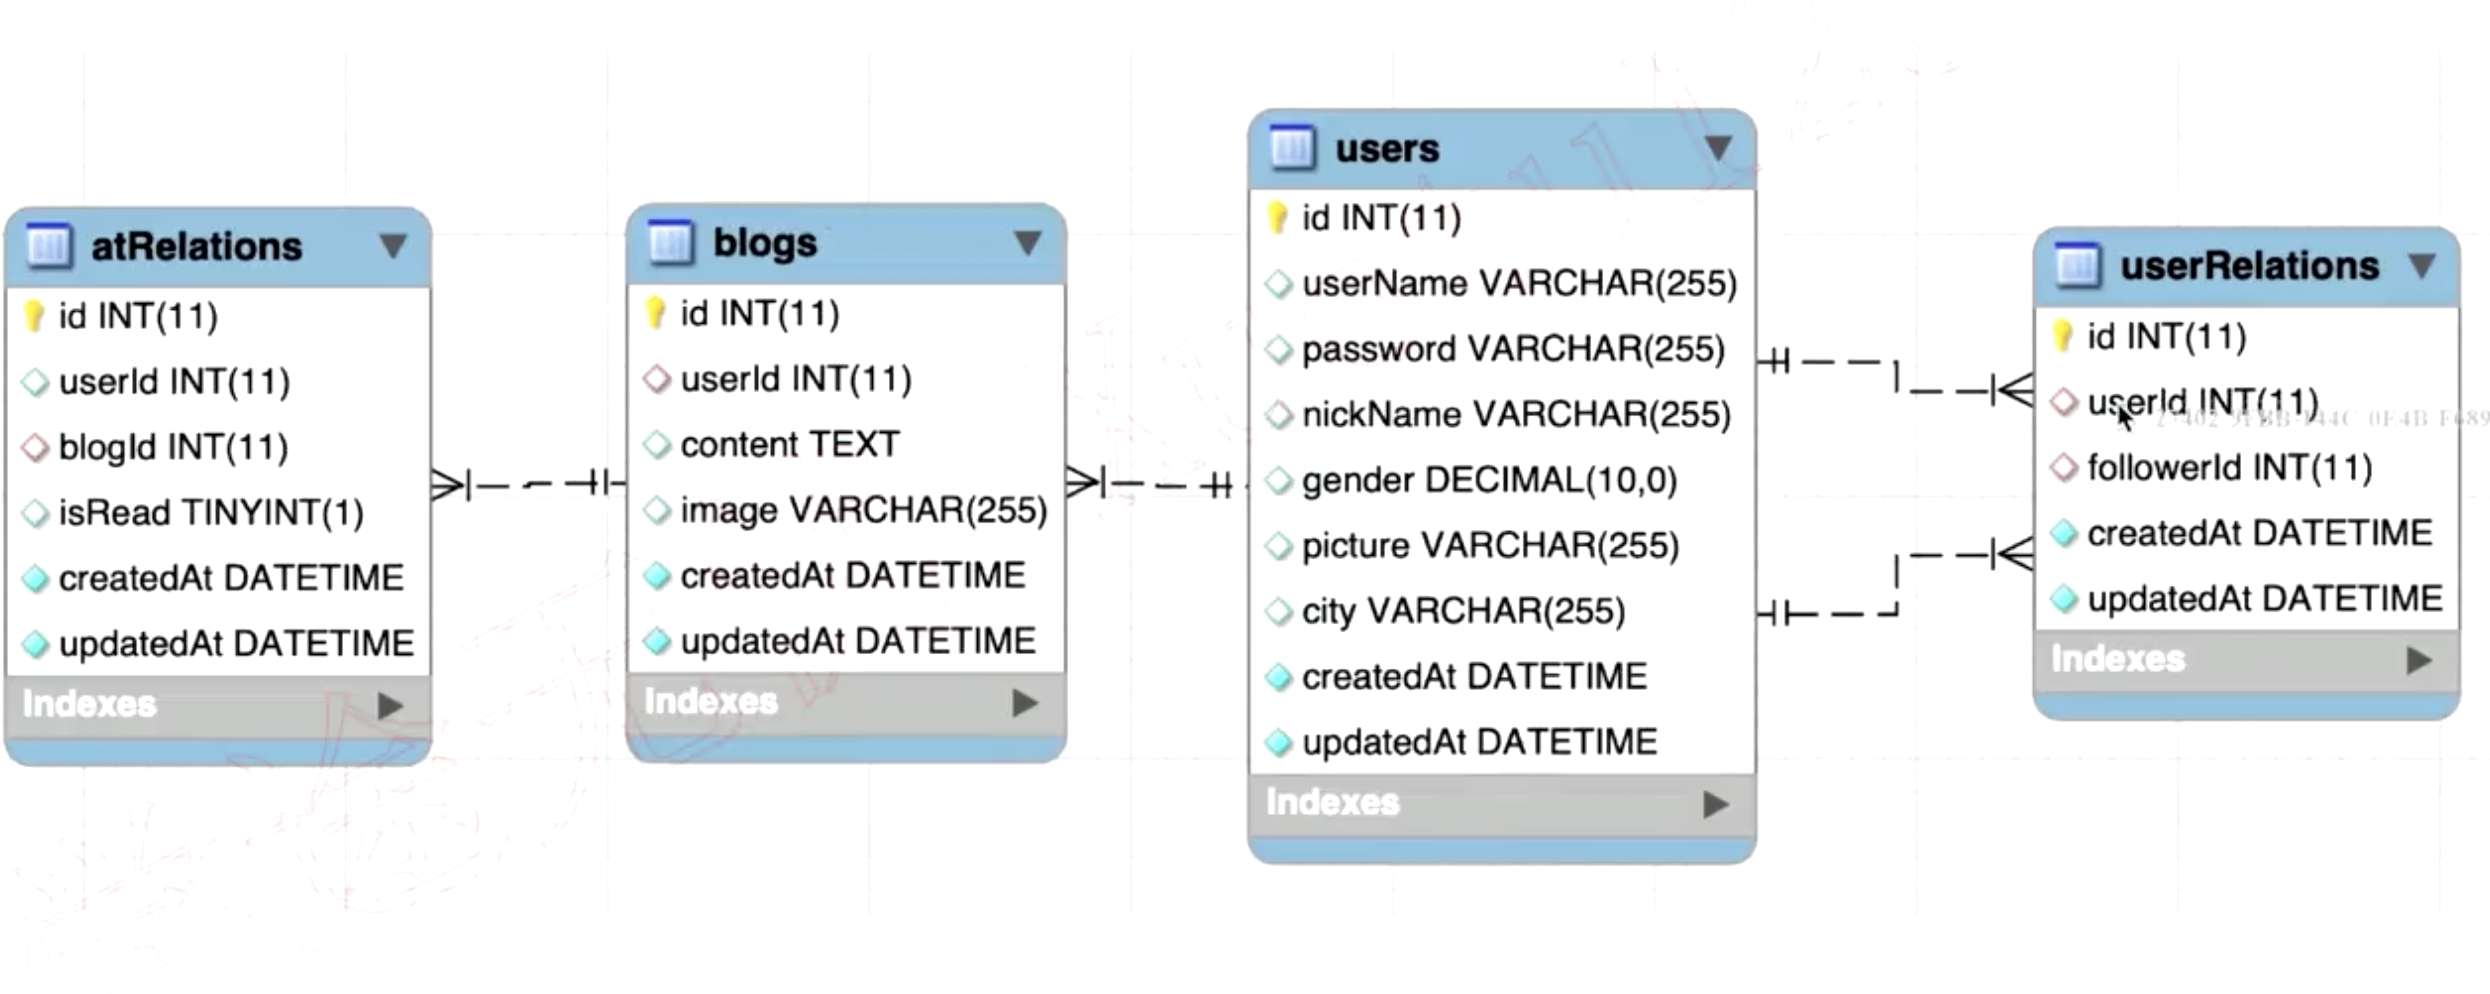 atRelations
id INT(11)
userId INT(11)
blogId INT(11)
isRead TINYINT(1)
createdAt DATETIME
updatedAt DATETIME
Indexes
blogs
id INT(11)
userId INT(11)
content TEXT
image VARCHAR(255)
createdAt DATETIME
updatedAt DATETIME
Indexes
users
id INT(11)
userName VARCHAR(255)
password VARCHAR(255)
nickName VARCHAR(255)
gender DECIMAL(10,0)
picture VARCHAR(255)
city VARCHAR(255)
createdAt DATETIME
updatedAt DATETIME
Indexes
userRelations
id INT(11)
userId INT(11)
followerId INT(11)
createdAt DATETIME
updatedAt DATETIME
Indexes